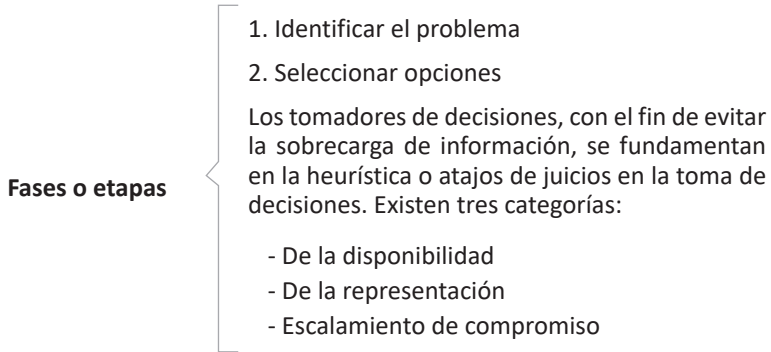 Fases o etapas
1. Identificar el problema
2. Seleccionar opciones
Los tomadores de decisiones, con el fin de evitar
la sobrecarga de información, se fundamentan
en la heurística o atajos de juicios en la toma de
decisiones. Existen tres categorías:
- De la disponibilidad
- De la representación
- Escalamiento de compromiso